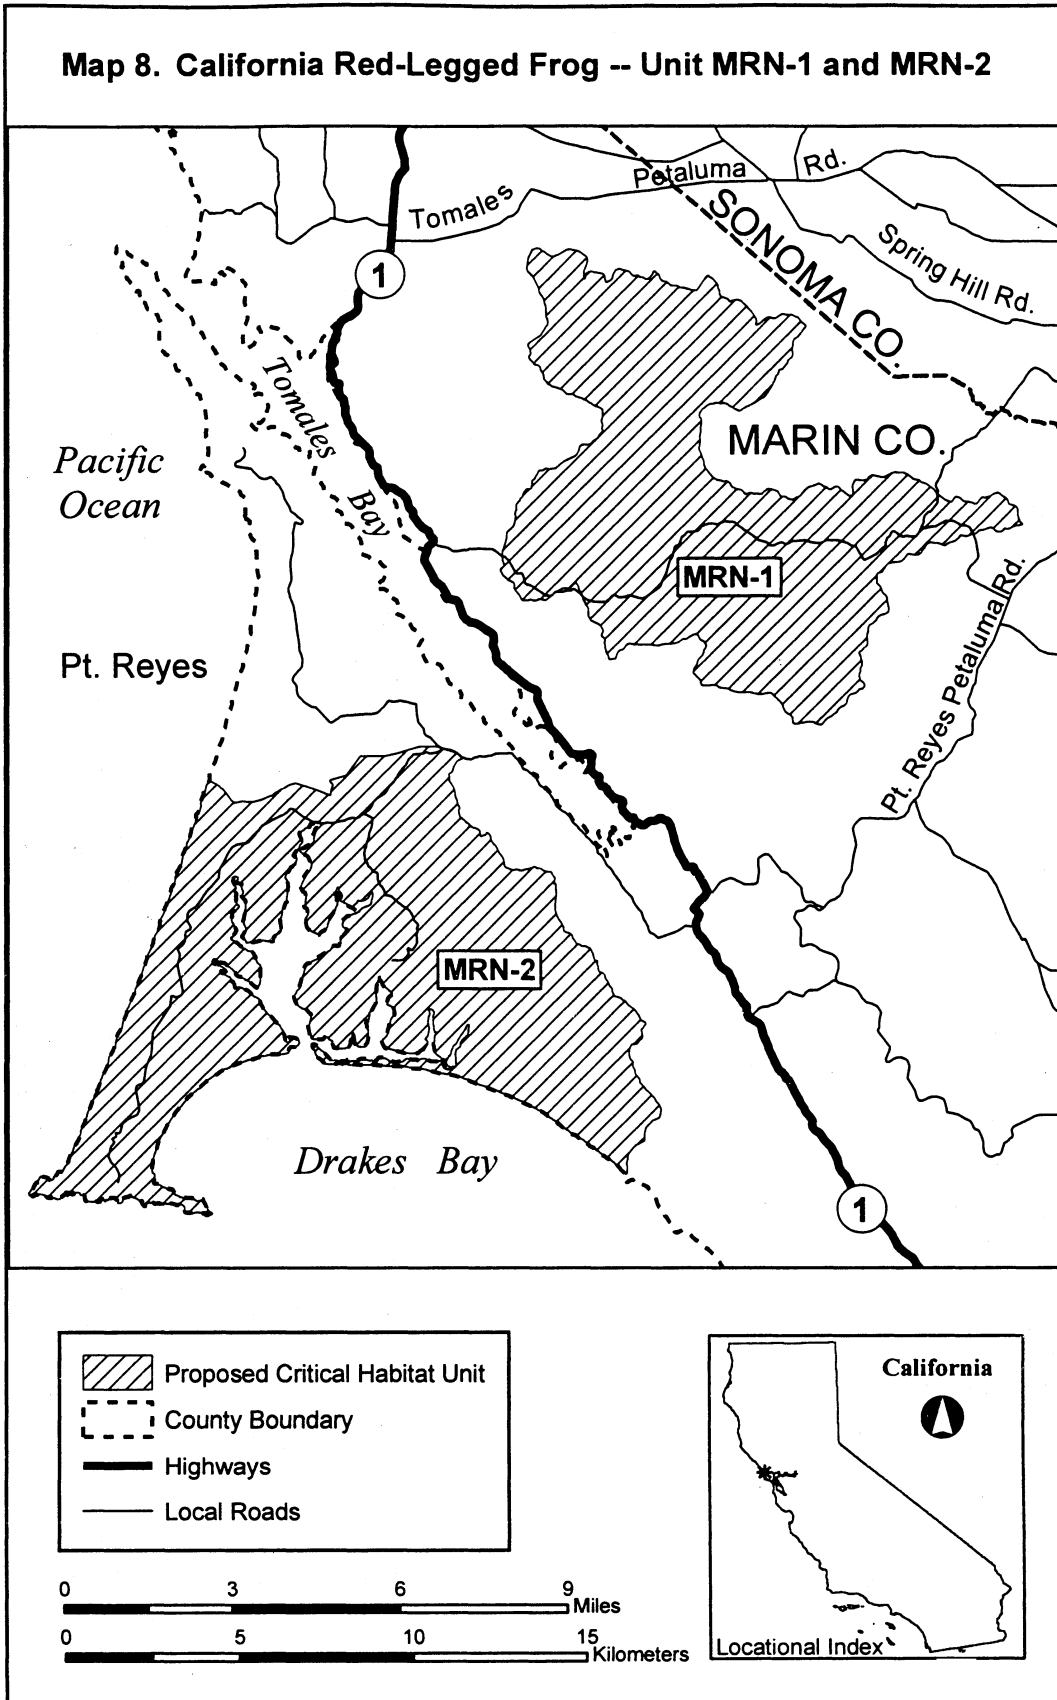 Map 8. California Red-Legged Frog -- Unit MRN-1 and MRN-2
Tomales Petaluma Rd.
SONOMA CO.
Spring Hill Rd.
1
Tomales
Bay
MARIN CO.
Pacific
Ocean
MRN-1
Pt. Reyes
Pt. Reyes Petaluma Rd.
MRN-2
Drakes Bay
1
Proposed Critical Habitat Unit
County Boundary
Highways
Local Roads
California
Locational Index
0 3 6 9
Miles
0 5 10 15
Kilometers